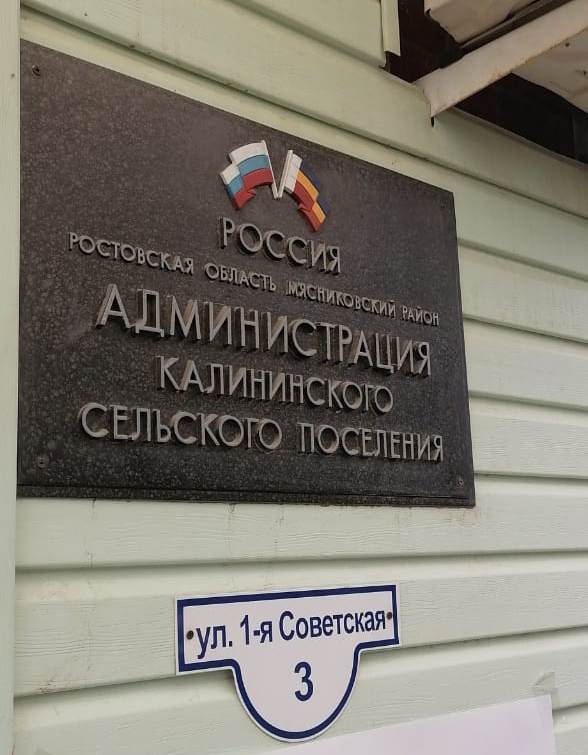 РОССИЯ
РОСТОВСКАЯ ОБЛАСТЬ МЯСНИКОВСКИЙ РАЙОН
АДМИНИСТРАЦИЯ
КАЛИНИНСКОГО
СЕЛЬСКОГО ПОСЕЛЕНИЯ
ул. 1-я Советская
3